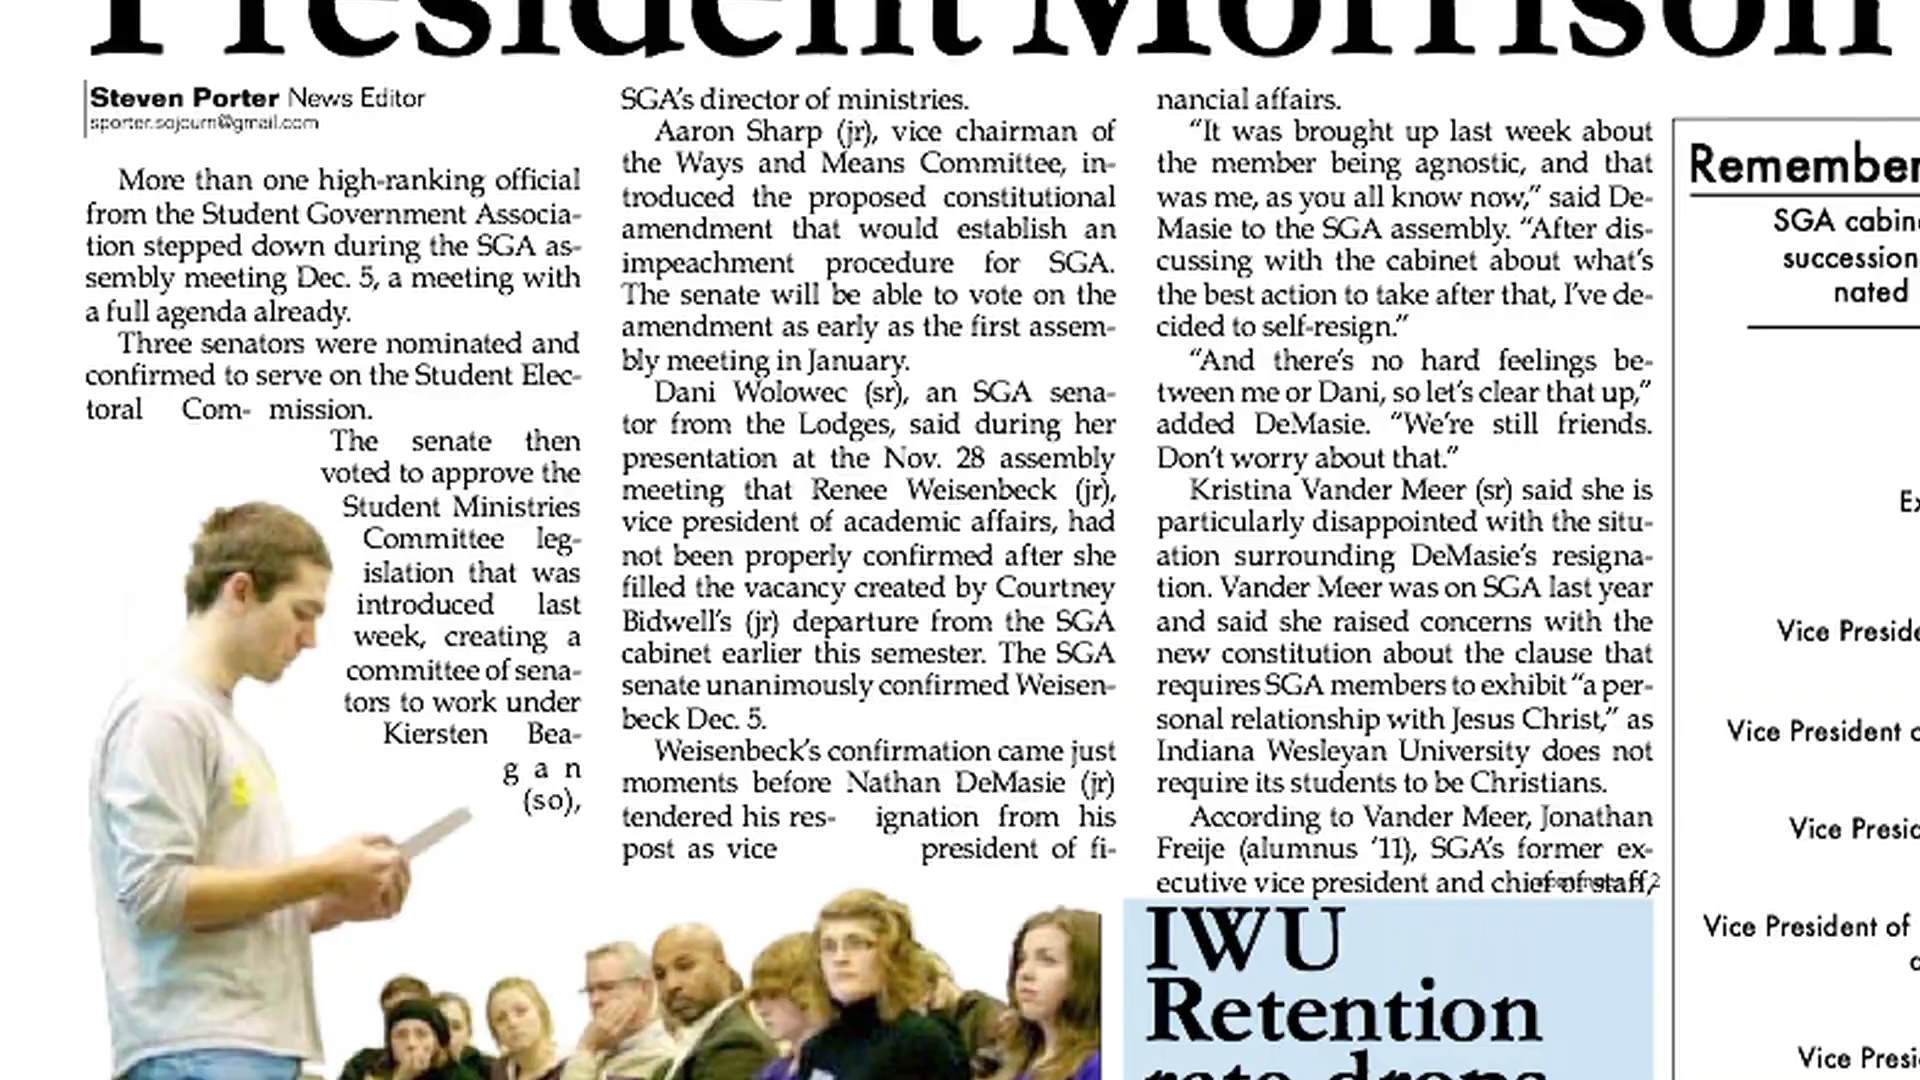 President Morrison
Steven Porter News Editor
sporter.sojourn@gmail.com
More than one high-ranking official
from the Student Government Associa-
tion stepped down during the SGA as-
sembly meeting Dec. 5, a meeting with
a full agenda already.
Three senators were nominated and
confirmed to serve on the Student Elec-
toral Com- mission.
The senate then
voted to approve the
Student Ministries
Committee leg-
islation that was
introduced last
week, creating a
committee of sena-
tors to work under
Kiersten Bea-
gan
(so),
SGA's director of ministries.
Aaron Sharp (jr), vice chairman of
the Ways and Means Committee, in-
troduced the proposed constitutional
amendment that would establish an
impeachment procedure for SGA.
The senate will be able to vote on the
amendment as early as the first assem-
bly meeting in January.
Dani Wolowec (sr), an SGA sena-
tor from the Lodges, said during her
presentation at the Nov. 28 assembly
meeting that Renee Weisenbeck (jr),
vice president of academic affairs, had
not been properly confirmed after she
filled the vacancy created by Courtney
Bidwell's (jr) departure from the SGA
cabinet earlier this semester. The SGA
senate unanimously confirmed Weisen-
beck Dec. 5.
Weisenbeck's confirmation came just
moments before Nathan DeMasie (jr)
tendered his res- ignation from his
post as vice president of fi-
nancial affairs.
“It was brought up last week about
the member being agnostic, and that
was me, as you all know now,” said De-
Masie to the SGA assembly. “After dis-
cussing with the cabinet about what's
the best action to take after that, I've de-
cided to self-resign.”
“And there's no hard feelings be-
tween me or Dani, so let's clear that up,”
added DeMasie. “We're still friends.
Don't worry about that.”
Kristina Vander Meer (sr) said she is
particularly disappointed with the situ-
ation surrounding DeMasie's resigna-
tion. Vander Meer was on SGA last year
and said she raised concerns with the
new constitution about the clause that
requires SGA members to exhibit “a per-
sonal relationship with Jesus Christ,” as
Indiana Wesleyan University does not
require its students to be Christians.
According to Vander Meer, Jonathan
Freije (alumnus '11), SGA's former ex-
ecutive vice president and chief of staff,
IWU
Retention
rate drops
Remember
SGA cabin
succession
nated
Ex
Vice Preside
Vice President o
Vice Presid
Vice President of
Vice Presi